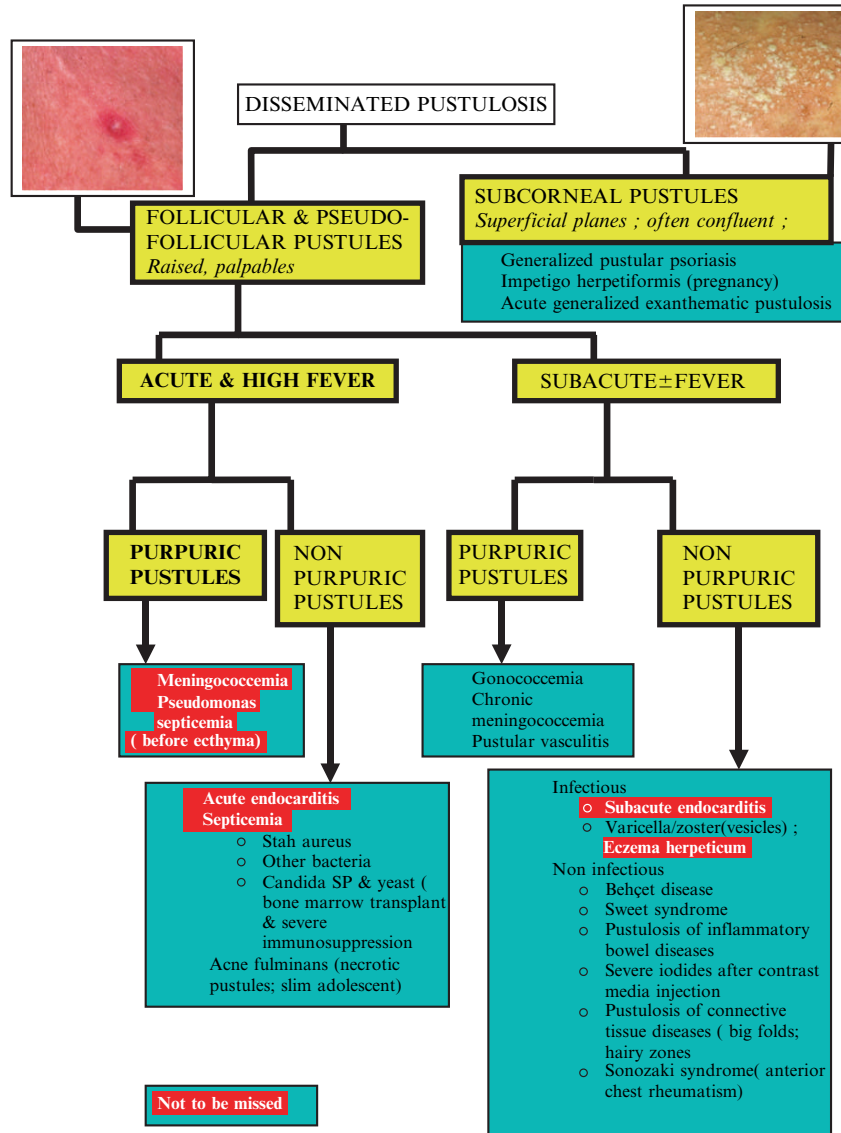 DISSEMINATED PUSTULOSIS
FOLLICULAR & PSEUDO-
FOLLICULAR PUSTULES
Raised, palpables
SUBCORNEAL PUSTULES
Superficial planes ; often confluent ;
Generalized pustular psoriasis
Impetigo herpetiformis (pregnancy)
Acute generalized exanthematic pustulosis
ACUTE & HIGH FEVER
SUBACUTE±FEVER
PURPURIC
PUSTULES
NON
PURPURIC
PUSTULES
PURPURIC
PUSTULES
NON
PURPURIC
PUSTULES
Meningococcemia
Pseudomonas
septicemia
( before ecthyma)
Gonococcemia
Chronic
meningococcemia
Pustular vasculitis
Acute endocarditis
Septicemia
○ Stah aureus
○ Other bacteria
○ Candida SP & yeast (
bone marrow transplant
& severe
immunosuppression
Acne fulminans (necrotic
pustules; slim adolescent)
Infectious
○ Subacute endocarditis
○ Varicella/zoster(vesicles) ;
Eczema herpeticum
Non infectious
○ Behçet disease
○ Sweet syndrome
○ Pustulosis of inflammatory
bowel diseases
○ Severe iodides after contrast
media injection
○ Pustulosis of connective
tissue diseases ( big folds;
hairy zones
○ Sonozaki syndrome( anterior
chest rheumatism)
Not to be missed